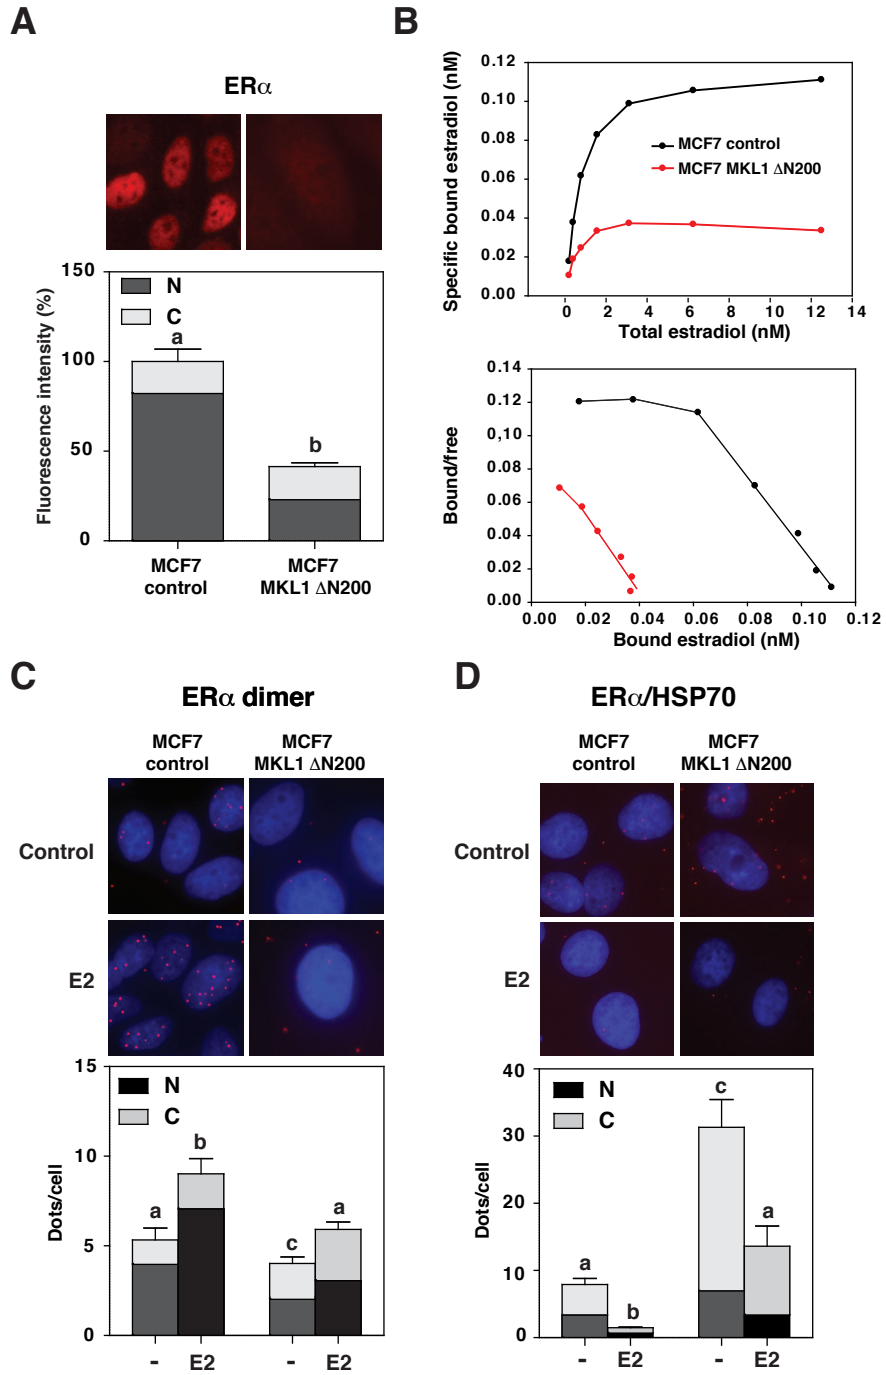 A
ERα
150
100
50
0
Fluorescence intensity (%)
N
C
a
b
MCF7
control
MCF7
MKL1 ΔN200
B
0.12
0.10
0.08
0.06
0.04
0.02
0.00
Specific bound estradiol (nM)
MCF7 control
MCF7 MKL1 ΔN200
0 2 4 6 8 10 12 14
Total estradiol (nM)
0.14
0,12
0.10
0.08
0.06
0.04
0.02
0.00
Bound/free
0.00 0.02 0.04 0.06 0.08 0.10 0.12
Bound estradiol (nM)
C
ERα dimer
MCF7
control
MCF7
MKL1 ΔN200
Control
E2
15
10
5
0
Dots/cell
N
C
a
b
c
a
- E2 - E2
D
ERα/HSP70
MCF7
control
MCF7
MKL1 ΔN200
Control
E2
40
30
20
10
0
Dots/cell
N
C
a
b
c
a
- E2 - E2